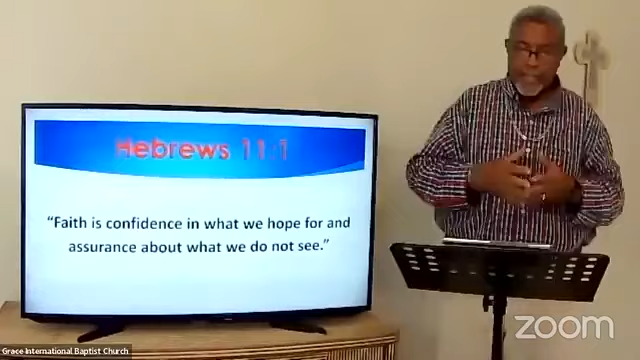 Hebrews 11:1
“Faith is confidence in what we hope for and
assurance about what we do not see.”
Grace International Baptist Church
zoom